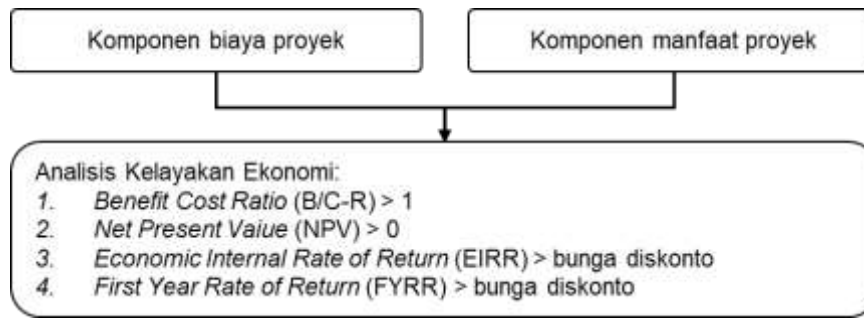 Komponen biaya proyek
Komponen manfaat proyek
Analisis Kelayakan Ekonomi:
1. Benefit Cost Ratio (B/C-R) > 1
2. Net Present Vaiue (NPV) > 0
3. Economic Internal Rate of Return (EIRR) > bunga diskonto
4. First Year Rate of Return (FYRR) > bunga diskonto